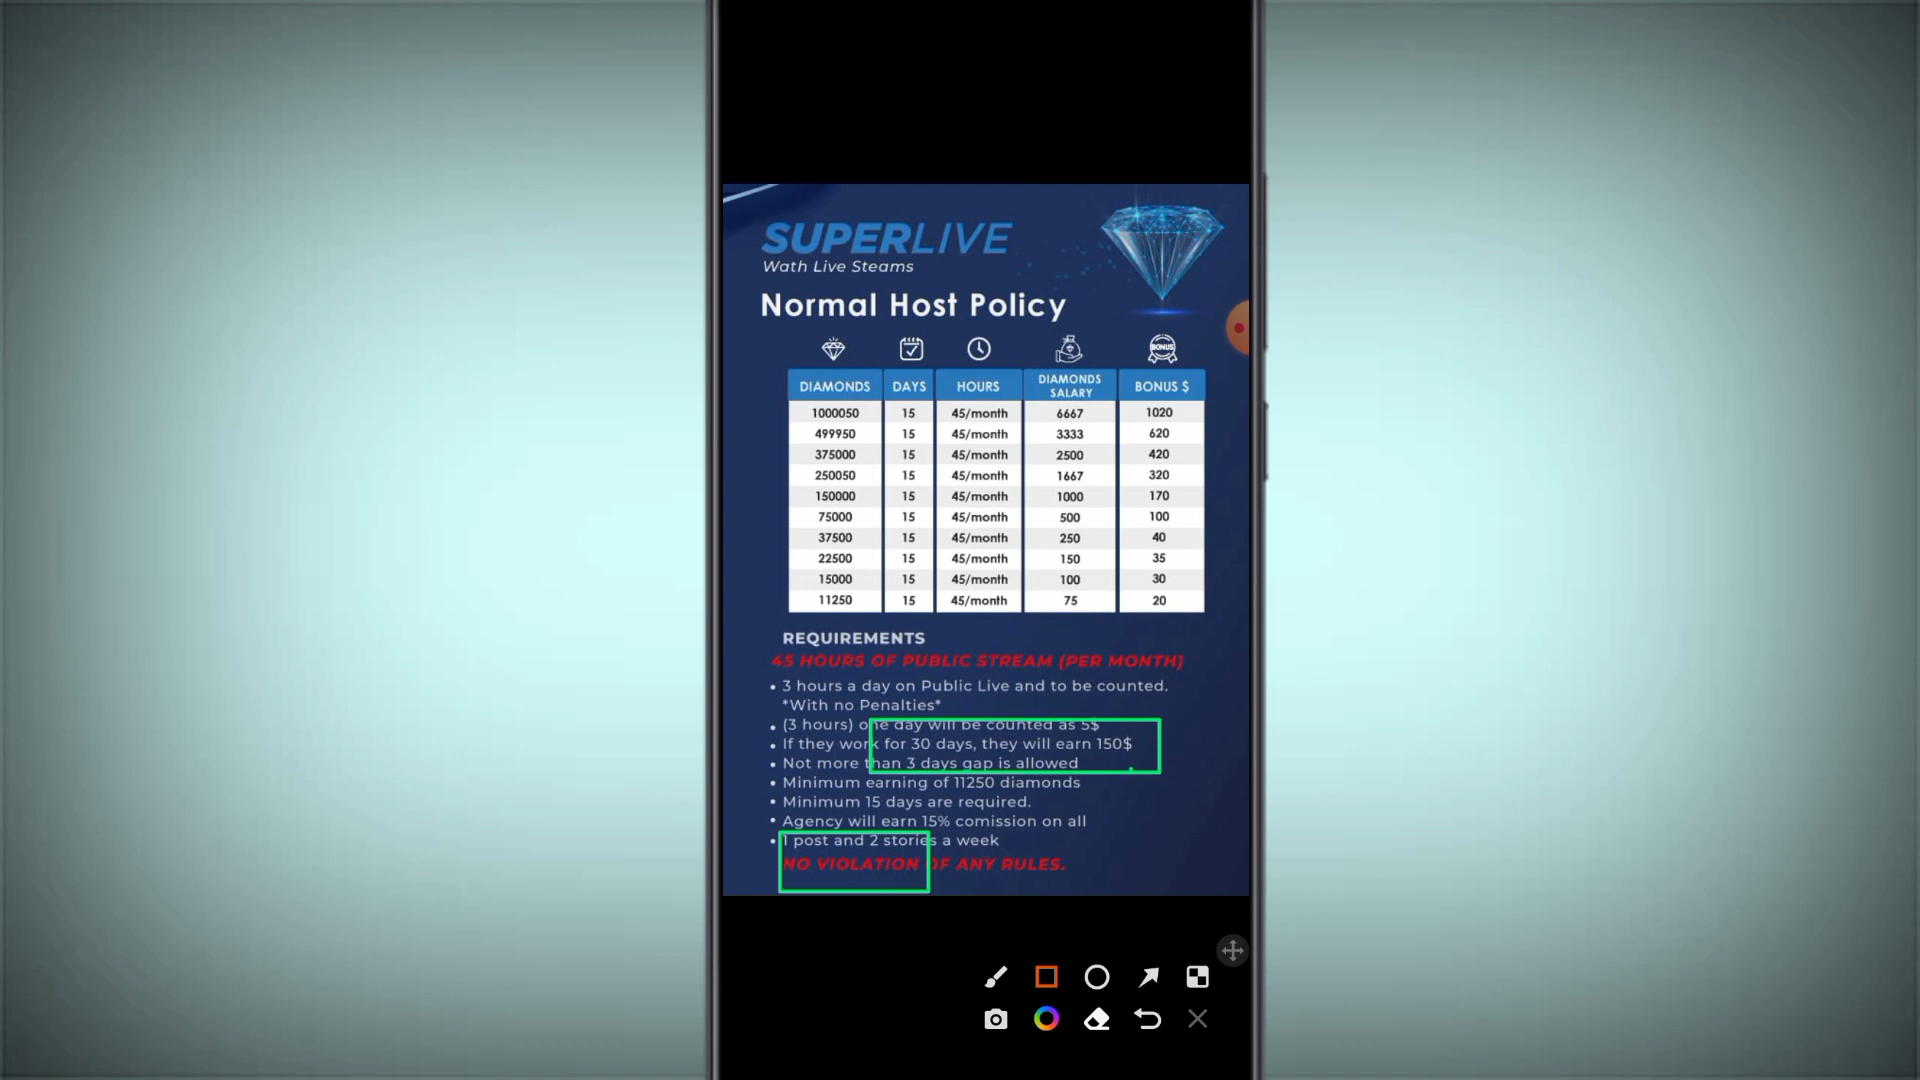 SUPERLIVE
Wath Live Steams
Normal Host Policy
BONUS
DIAMONDS DAYS HOURS DIAMONDS SALARY BONUS $
1000050 15 45/month 6667 1020
499950 15 45/month 3333 620
375000 15 45/month 2500 420
250050 15 45/month 1667 320
150000 15 45/month 1000 170
75000 15 45/month 500 100
37500 15 45/month 250 40
22500 15 45/month 150 35
15000 15 45/month 100 30
11250 15 45/month 75 20
REQUIREMENTS
45 HOURS OF PUBLIC STREAM (PER MONTH)
• 3 hours a day on Public Live and to be counted.
*With no Penalties*
• (3 hours) one day will be counted as 5$
• If they work for 30 days, they will earn 150$
• Not more than 3 days gap is allowed
• Minimum earning of 11250 diamonds
• Minimum 15 days are required.
• Agency will earn 15% comission on all
• 1 post and 2 stories a week
NO VIOLATION OF ANY RULES.